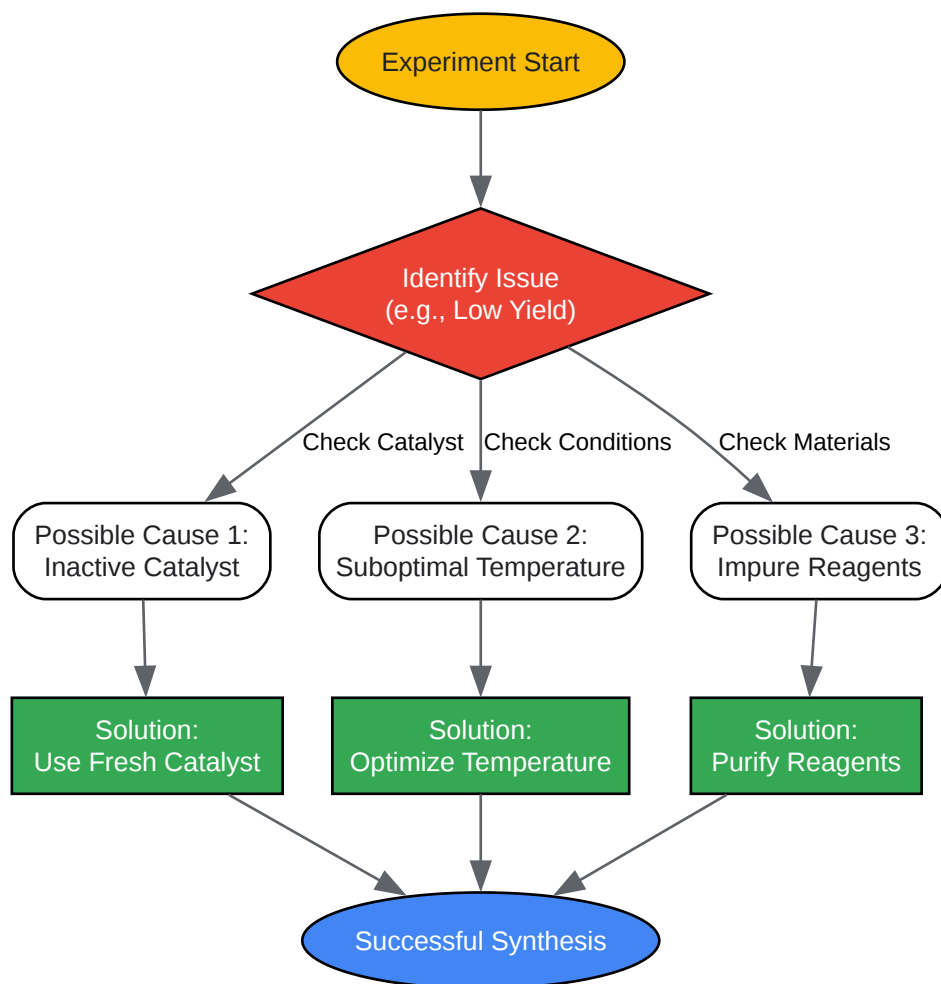 Experiment Start
Identify Issue
(e.g., Low Yield)
Check Catalyst
Check Conditions
Check Materials
Possible Cause 1:
Inactive Catalyst
Possible Cause 2:
Suboptimal Temperature
Possible Cause 3:
Impure Reagents
Solution:
Use Fresh Catalyst
Solution:
Optimize Temperature
Solution:
Purify Reagents
Successful Synthesis